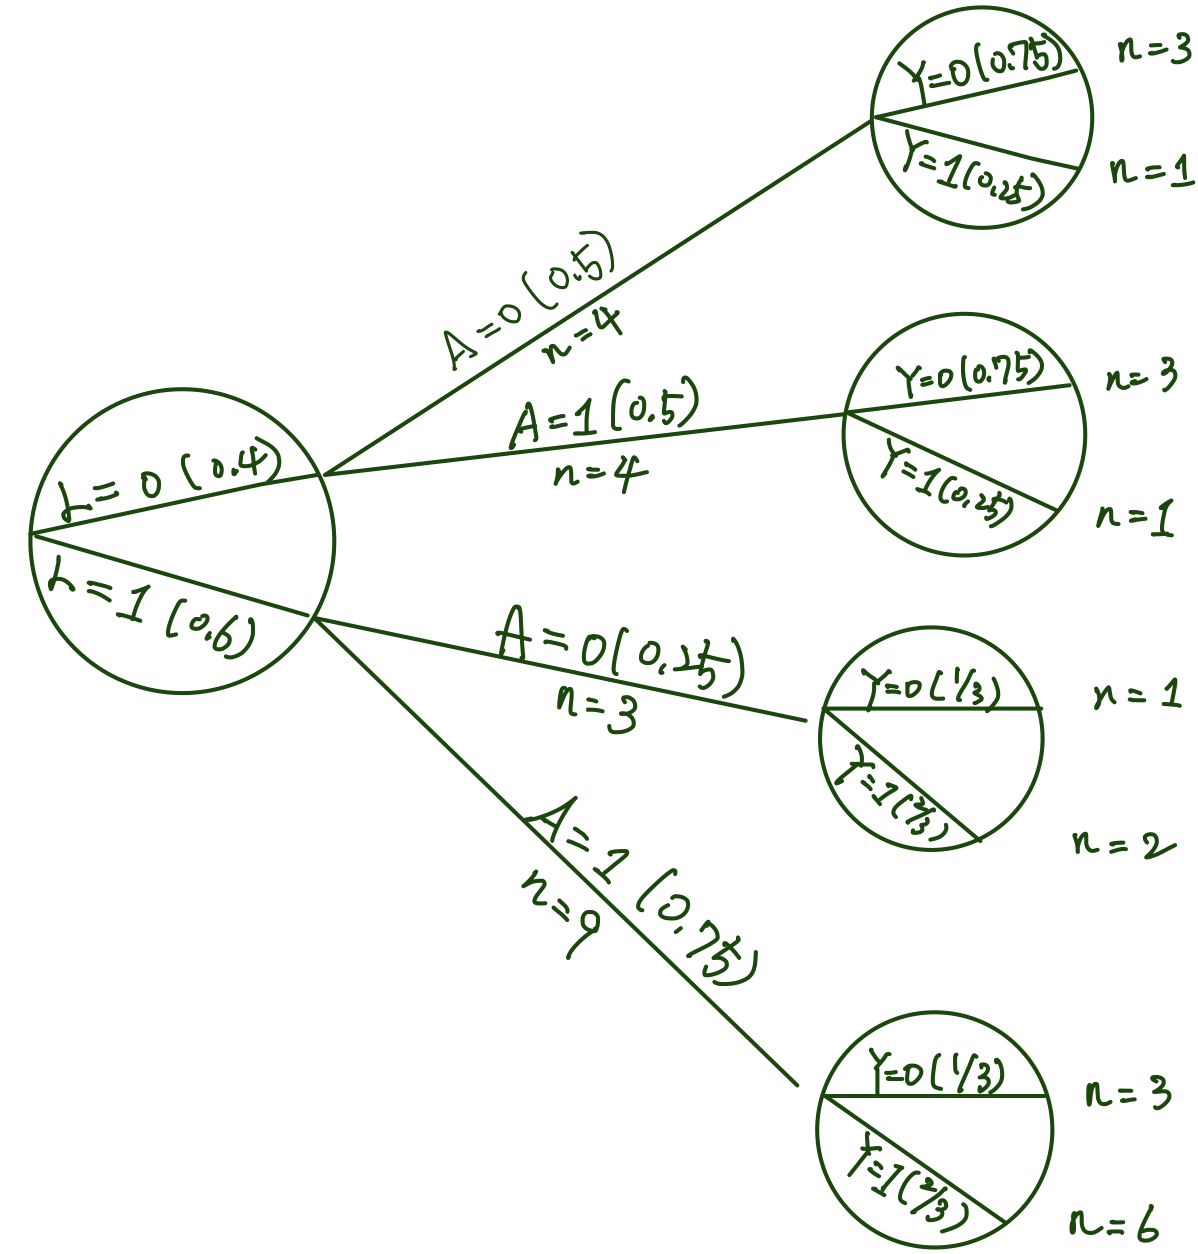 Y=0(0.75)
n=3
Y=1(0.25)
n=1
A=0(0.5)
n=4
Y=0(0.75)
n=3
A=1(0.5)
n=4
Y=1(0.25)
n=1
L=0(0.4)
L=1(0.6)
A=0(0.25)
n=3
Y=0(1/3)
n=1
Y=1(2/3)
n=2
A=1(0.75)
n=9
Y=0(1/3)
n=3
Y=1(2/3)
n=6